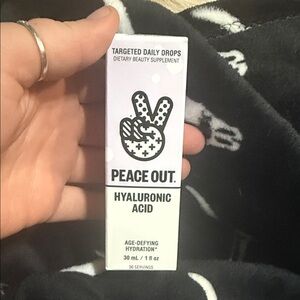 TARGETED DAILY DROPS
DIETARY BEAUTY SUPPLEMENT
PEACE OUT.
HYALURONIC
ACID
AGE-DEFYING
HYDRATION*
30 mL / 1 fl oz
SERVINGS